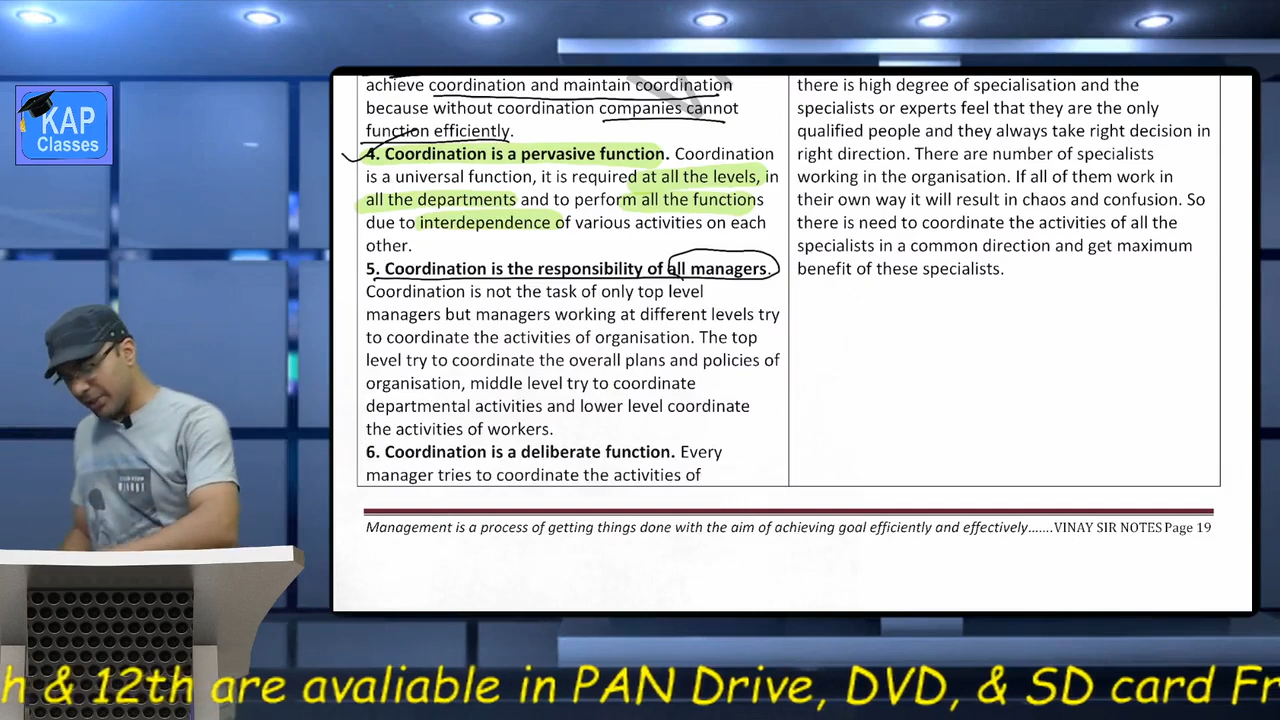 KAP
Classes
achieve coordination and maintain coordination
because without coordination companies cannot
function efficiently.
4. Coordination is a pervasive function. Coordination
is a universal function, it is required at all the levels, in
all the departments and to perform all the functions
due to interdependence of various activities on each
other.
5. Coordination is the responsibility of all managers.
Coordination is not the task of only top level
managers but managers working at different levels try
to coordinate the activities of organisation. The top
level try to coordinate the overall plans and policies of
organisation, middle level try to coordinate
departmental activities and lower level coordinate
the activities of workers.
6. Coordination is a deliberate function. Every
manager tries to coordinate the activities of
there is high degree of specialisation and the
specialists or experts feel that they are the only
qualified people and they always take right decision in
right direction. There are number of specialists
working in the organisation. If all of them work in
their own way it will result in chaos and confusion. So
there is need to coordinate the activities of all the
specialists in a common direction and get maximum
benefit of these specialists.
Management is a process of getting things done with the aim of achieving goal efficiently and effectively.......VINAY SIR NOTES Page 19
h & 12th are avaliable in PAN Drive, DVD, & SD card Fr